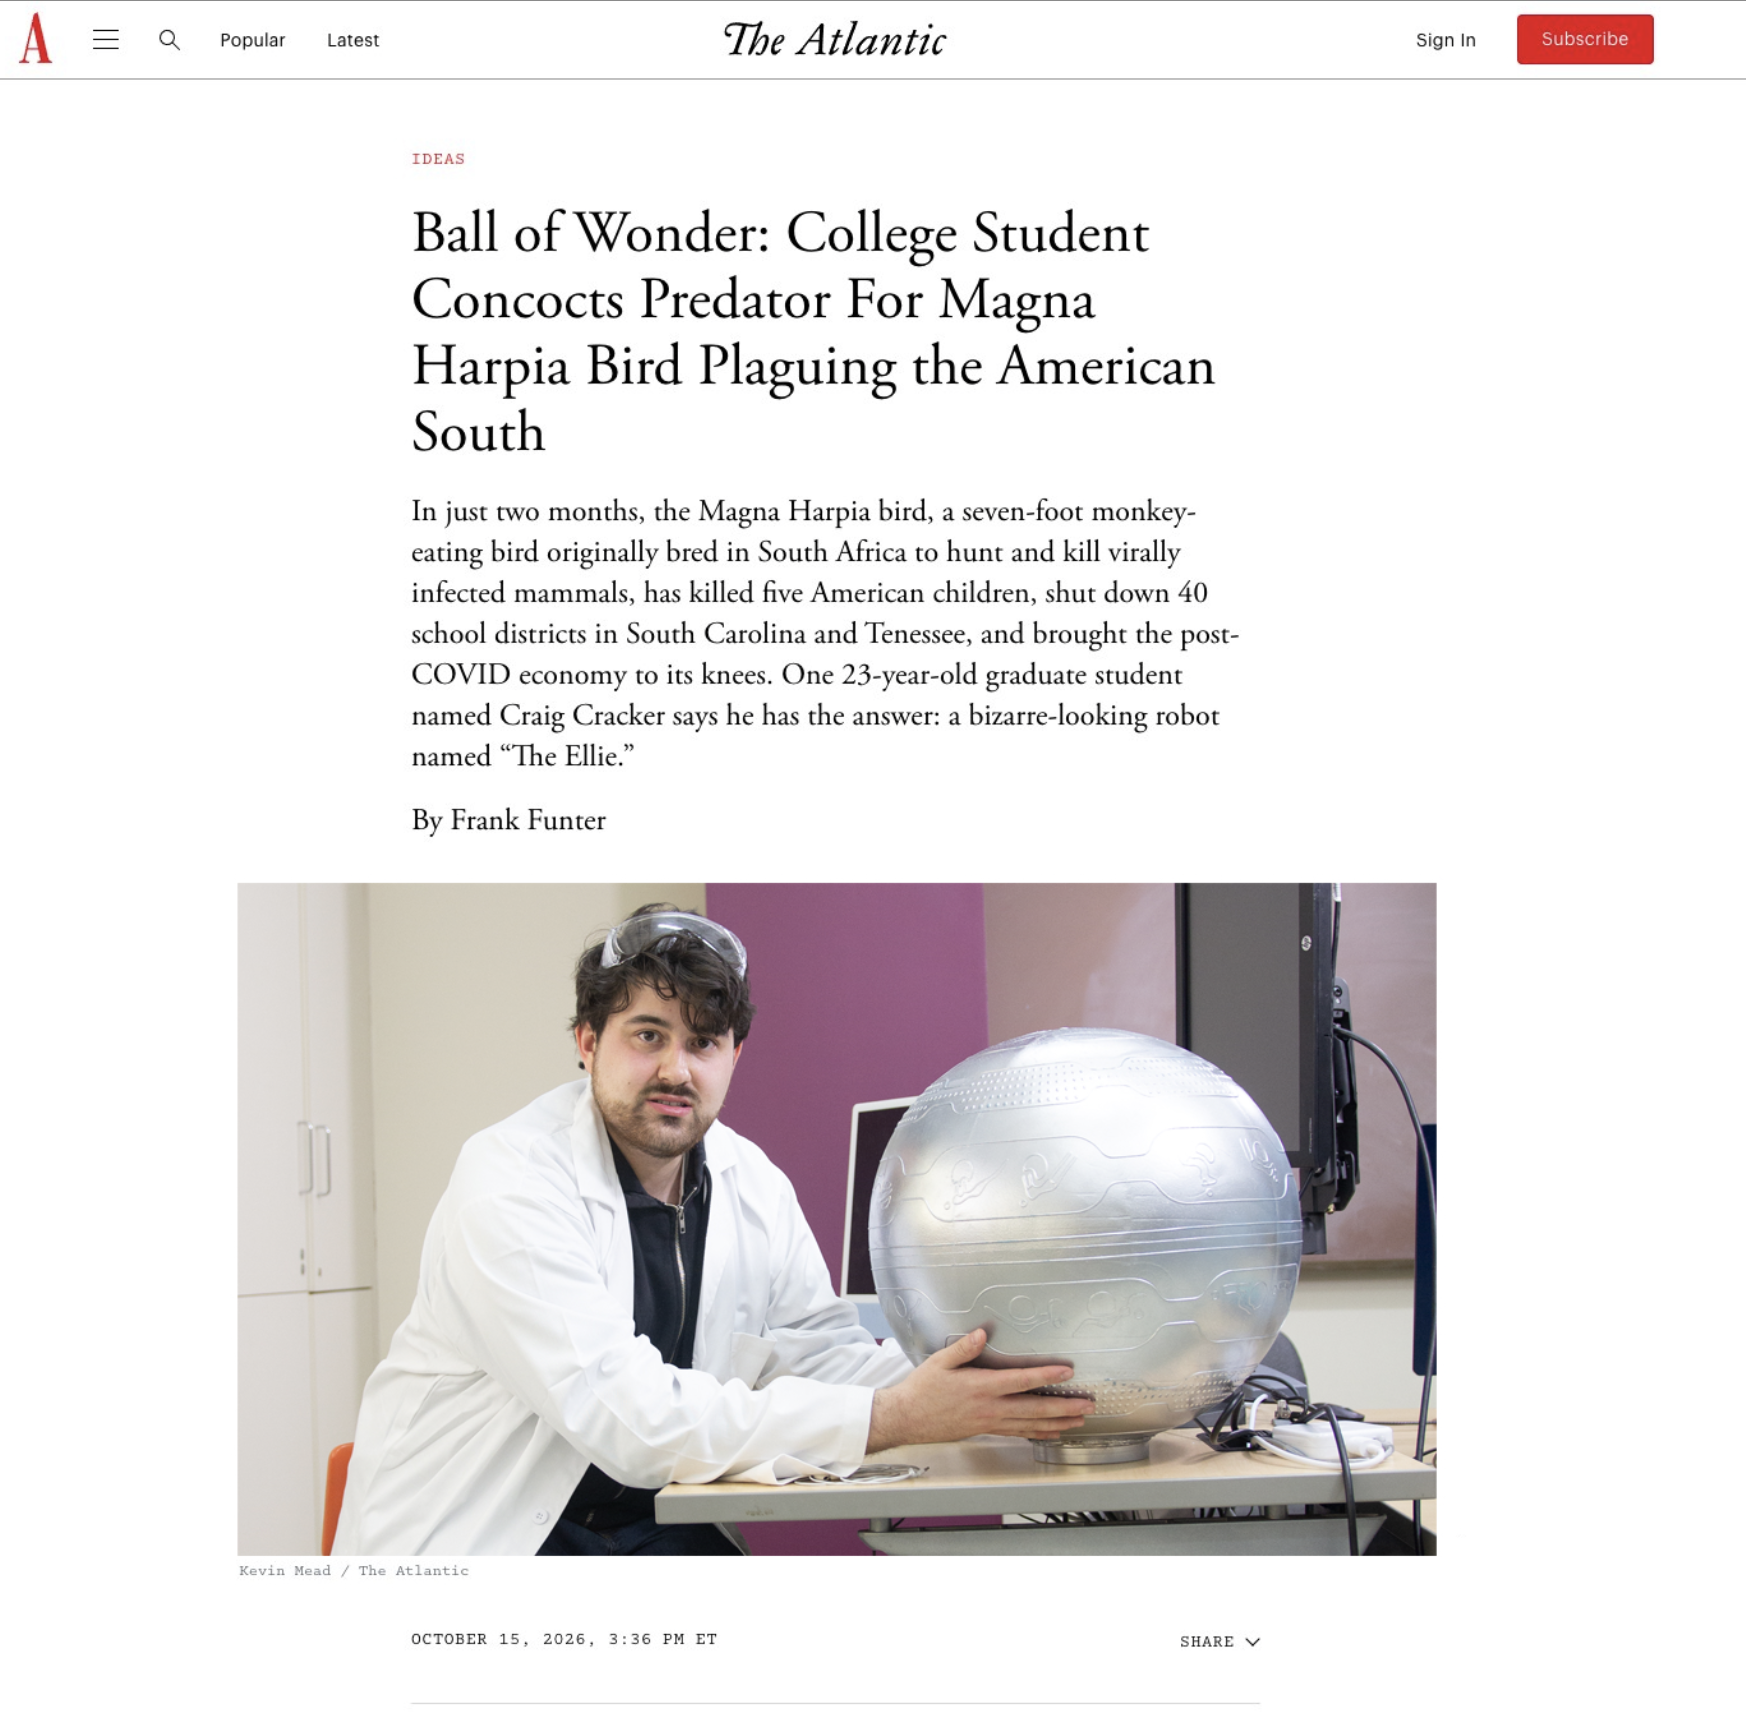 A
Popular
Latest
The Atlantic
Sign In
Subscribe
IDEAS
Ball of Wonder: College Student
Concocts Predator For Magna
Harpia Bird Plaguing the American
South
In just two months, the Magna Harpia bird, a seven-foot monkey-
eating bird originally bred in South Africa to hunt and kill virally
infected mammals, has killed five American children, shut down 40
school districts in South Carolina and Tenessee, and brought the post-
COVID economy to its knees. One 23-year-old graduate student
named Craig Cracker says he has the answer: a bizarre-looking robot
named “The Ellie.”
By Frank Funter
Kevin Mead / The Atlantic
OCTOBER 15, 2026, 3:36 PM ET
SHARE